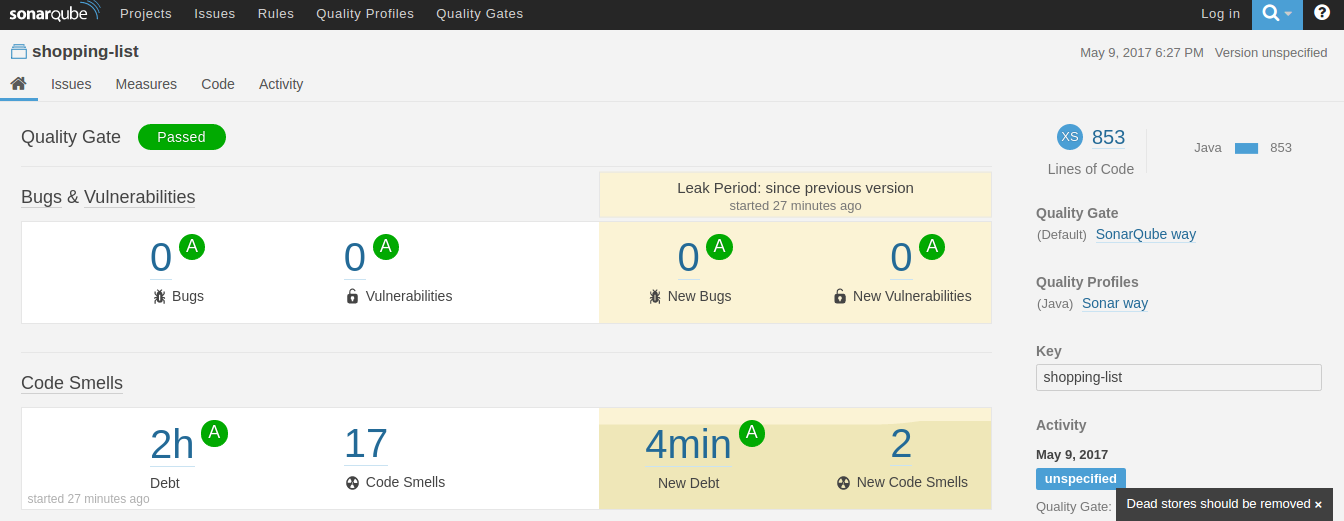 sonarqube Projects Issues Rules Quality Profiles Quality Gates Log in ?
shopping-list May 9, 2017 6:27 PM Version unspecified
Issues Measures Code Activity
Quality Gate Passed
Bugs & Vulnerabilities
Leak Period: since previous version
started 27 minutes ago
0 A 0 A 0 A 0 A
Bugs Vulnerabilities New Bugs New Vulnerabilities
Code Smells
2h A 17 4min A 2
Debt Code Smells New Debt New Code Smells
started 27 minutes ago
XS 853 Java 853
Lines of Code
Quality Gate
(Default) SonarQube way
Quality Profiles
(Java) Sonar way
Key
shopping-list
Activity
May 9, 2017
unspecified
Quality Gate:
Dead stores should be removed ×